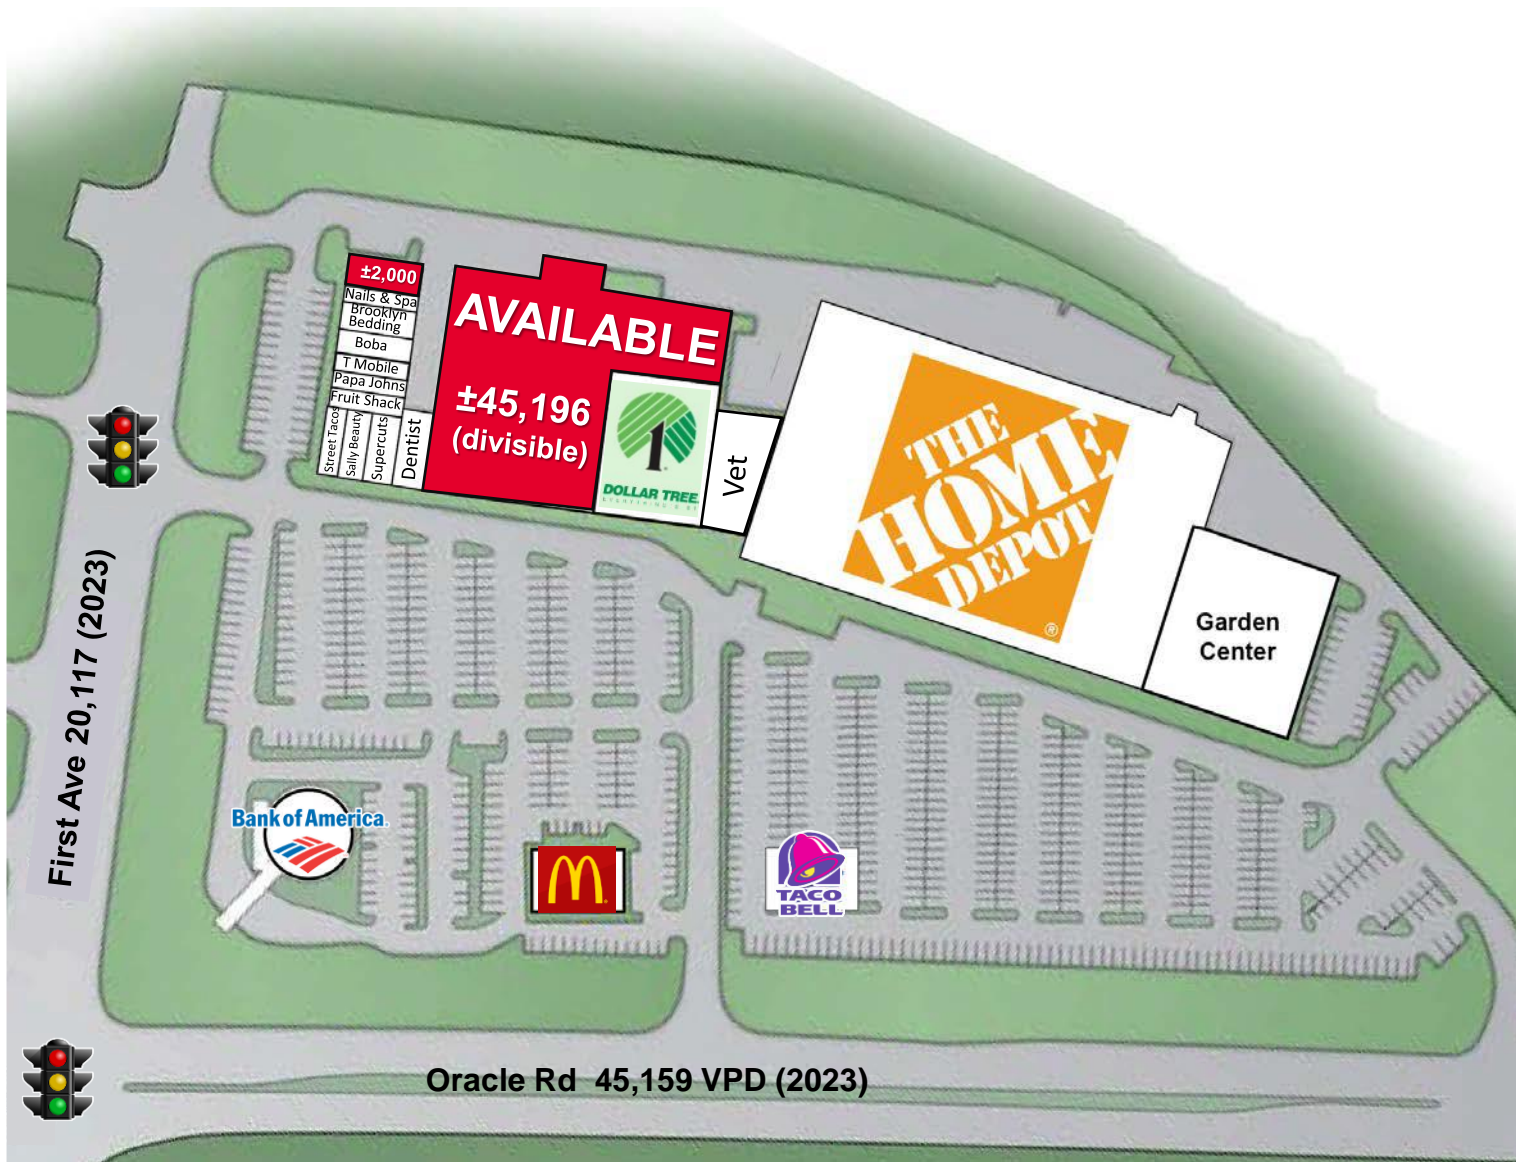 ±2,000
Nails & Spa
Brooklyn
Bedding
Boba
T Mobile
Papa Johns
Fruit Shack
Street Tacos
Sally Beauty
Supercuts
Dentist
AVAILABLE
±45,196
(divisible)
1
DOLLAR TREE
Vet
THE
HOME
DEPOT
®
Garden
Center
First Ave 20,117 (2023)
Bank of America
M
TACO
BELL
Oracle Rd 45,159 VPD (2023)